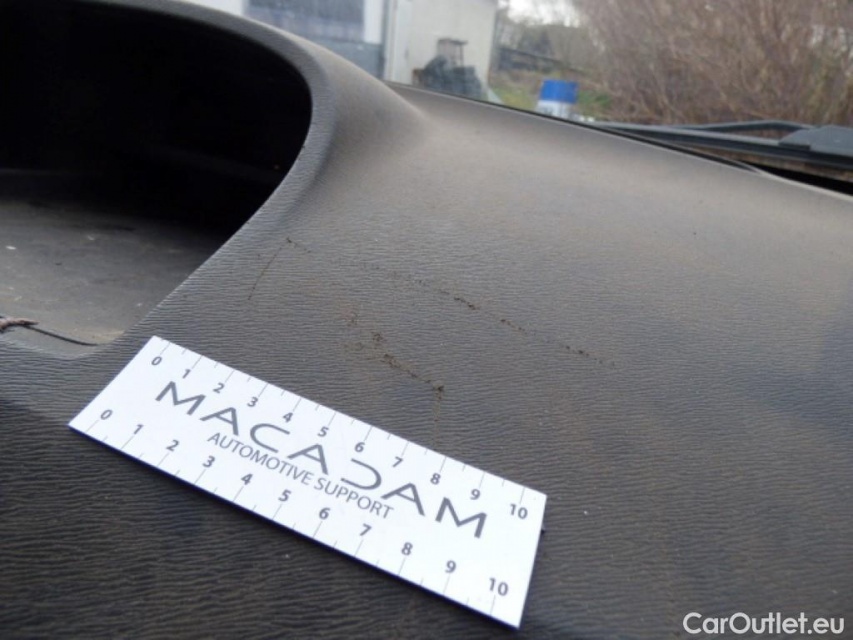 0 1 2 3 4 5 6 7 8 9 10
MACADAM
AUTOMOTIVE SUPPORT
0 1 2 3 4 5 6 7 8 9 10
CarOutlet.eu